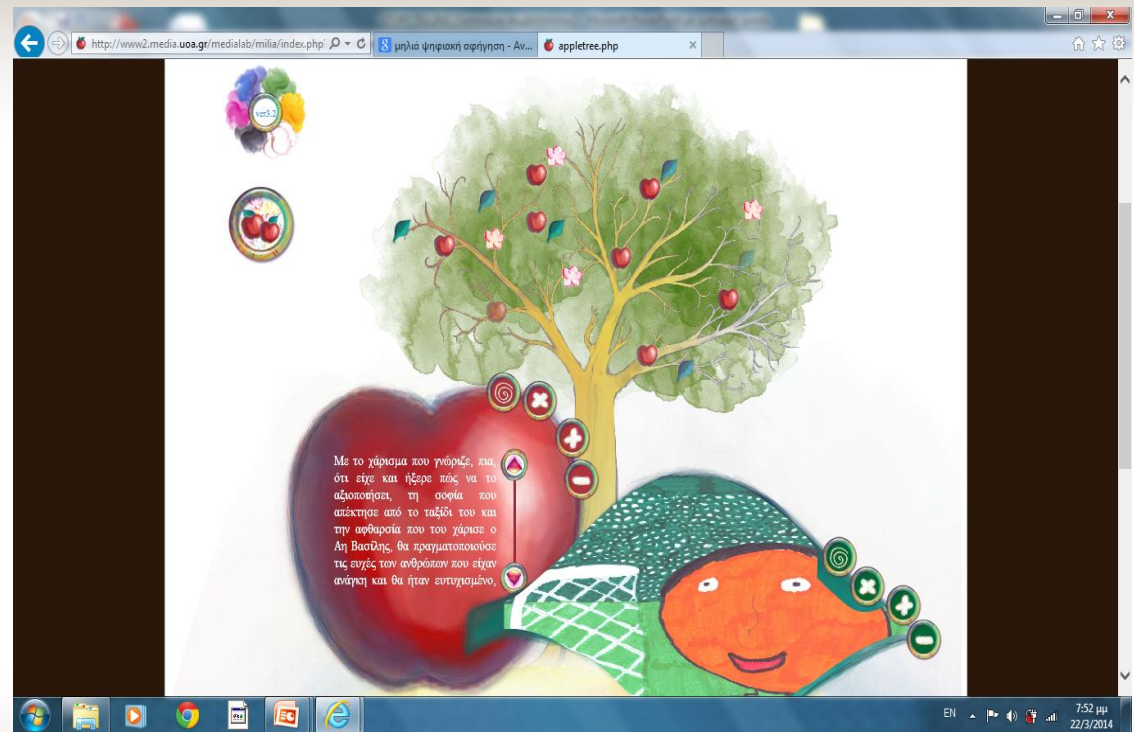 http://www2.media.uoa.gr/medialab/milia/index.php
μηλιά ψηφιακή αφήγηση - Αν...
appletree.php
ver3.2
Με το χάρισμα που γνώριζε, πια,
ότι είχε και ήξερε πώς να το
αξιοποιήσει, τη σοφία που
απέκτησε από το ταξίδι του και
την αφθαρσία που του χάρισε ο
Αη Βασίλης, θα πραγματοποιούσε
τις ευχές των ανθρώπων που είχαν
ανάγκη και θα ήταν ευτυχισμένο,
EN
7:52 μμ
22/3/2014